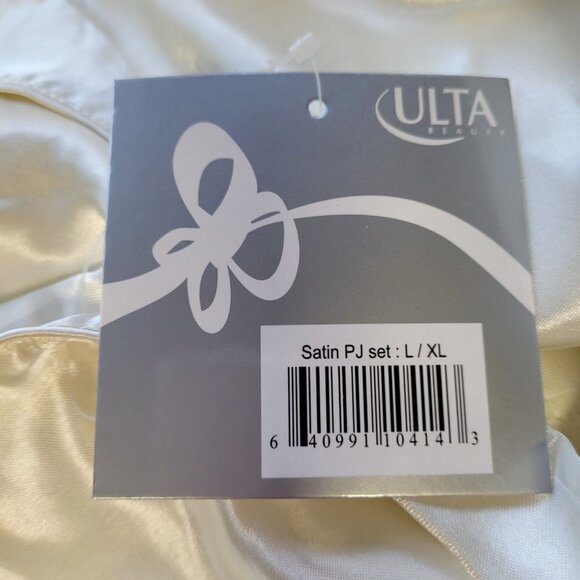 ULTA
BEAUTY
Satin PJ set : L / XL
6 40991 10414 3